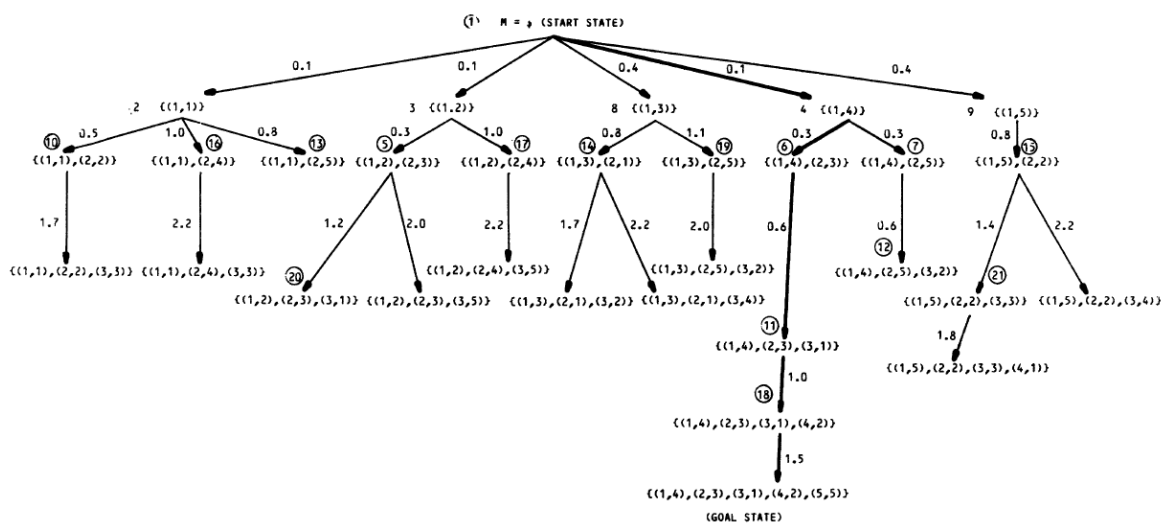 ① M = ϕ (START STATE)
0.1 0.1 0.4 0.1 0.4
2 {(1,1)} 3 {(1.2)} 8 {(1,3)} 4 {(1,4)} 9 {(1,5)}
0.5 1.0 0.8 0.3 1.0 0.8 1.1 0.3 0.3 0.8
⑩ ⑯ ⑬ ⑤ ⑰ ⑭ ⑲ ⑥ ⑦ ⑮
{(1,1),(2,2)} {(1,1),(2,4)} {(1,1),(2,5)} {(1,2),(2,3)} {(1,2),(2,4)} {(1,3),(2,1)} {(1,3),(2,5)} {(1,4),(2,3)} {(1,4),(2,5)} {(1,5),(2,2)}
1.7 2.2 1.2 2.0 2.2 1.7 2.2 2.0 0.6 0.6 1.4 2.2
⑫
{(1,1),(2,2),(3,3)} {(1,1),(2,4),(3,3)} {(1,2),(2,4),(3,5)} {(1,3),(2,5),(3,2)} {(1,4),(2,5),(3,2)}
⑳ ㉑
{(1,2),(2,3),(3,1)} {(1,2),(2,3),(3,5)} {(1,3),(2,1),(3,2)} {(1,3),(2,1),(3,4)} {(1,5),(2,2),(3,3)} {(1,5),(2,2),(3,4)}
⑪ 1.8
{(1,4),(2,3),(3,1)}
{(1,5),(2,2),(3,3),(4,1)}
1.0
⑱
{(1,4),(2,3),(3,1),(4,2)}
1.5
{(1,4),(2,3),(3,1),(4,2),(5,5)}
(GOAL STATE)